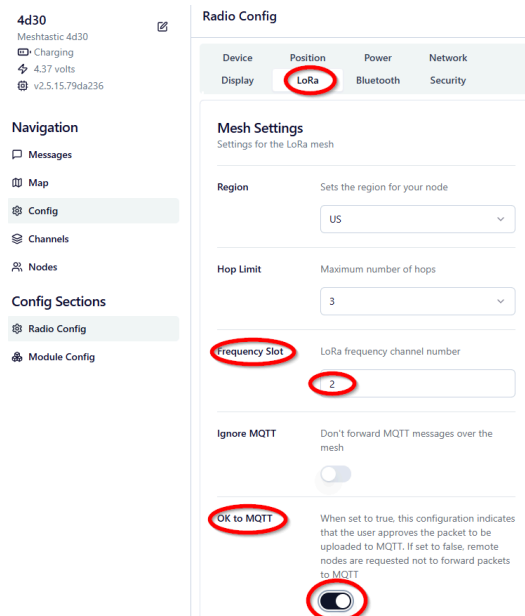 4d30
Meshtastic 4d30
Charging
4.37 volts
v2.5.15.79da236
Navigation
Messages
Map
Config
Channels
Nodes
Config Sections
Radio Config
Module Config
Radio Config
Device Position Power Network
Display LoRa Bluetooth Security
Mesh Settings
Settings for the LoRa mesh
Region
Sets the region for your node
US
Hop Limit
Maximum number of hops
3
Frequency Slot
LoRa frequency channel number
2
Ignore MQTT
Don't forward MQTT messages over the
mesh
OK to MQTT
When set to true, this configuration indicates
that the user approves the packet to be
uploaded to MQTT. If set to false, remote
nodes are requested not to forward packets
to MQTT